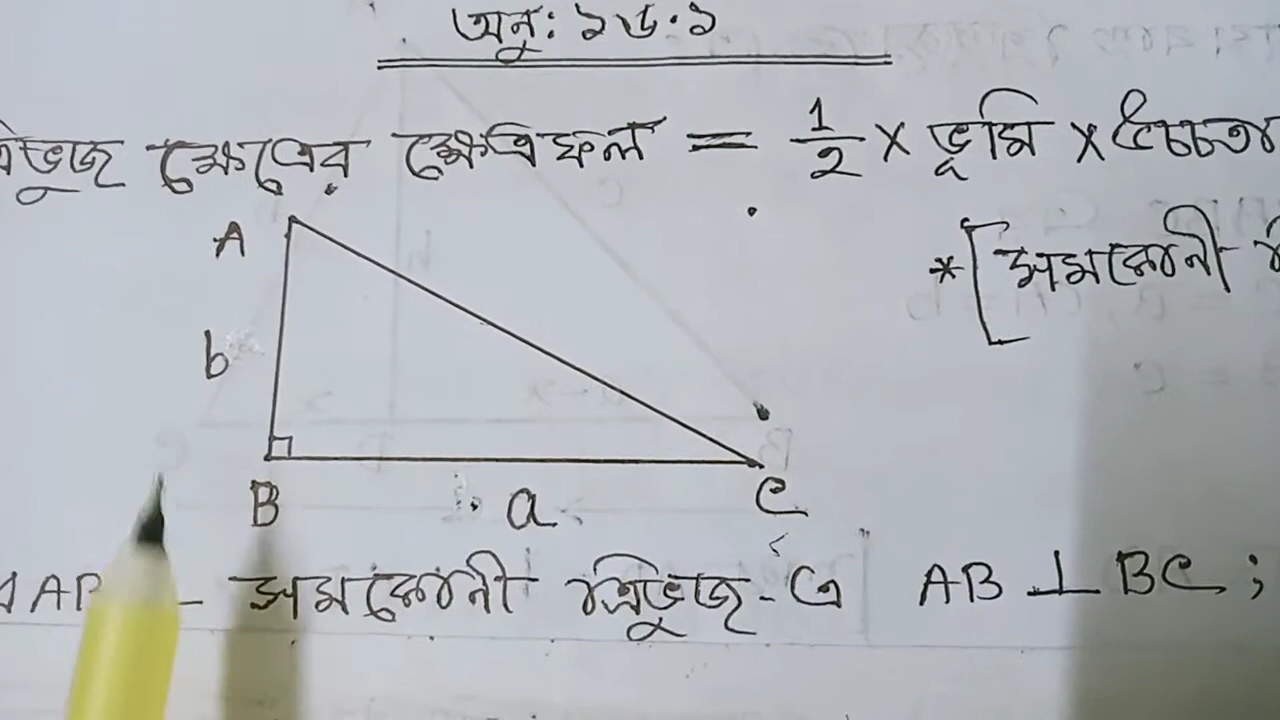 অনু: ১৬.১
ত্রিভুজ ক্ষেত্রের ক্ষেত্রফল = 1/2 × ভূমি × উচ্চতা
* [সমকোনী
A
b
B a C
সমকোনী ত্রিভুজ-এ AB ⊥ BC ;